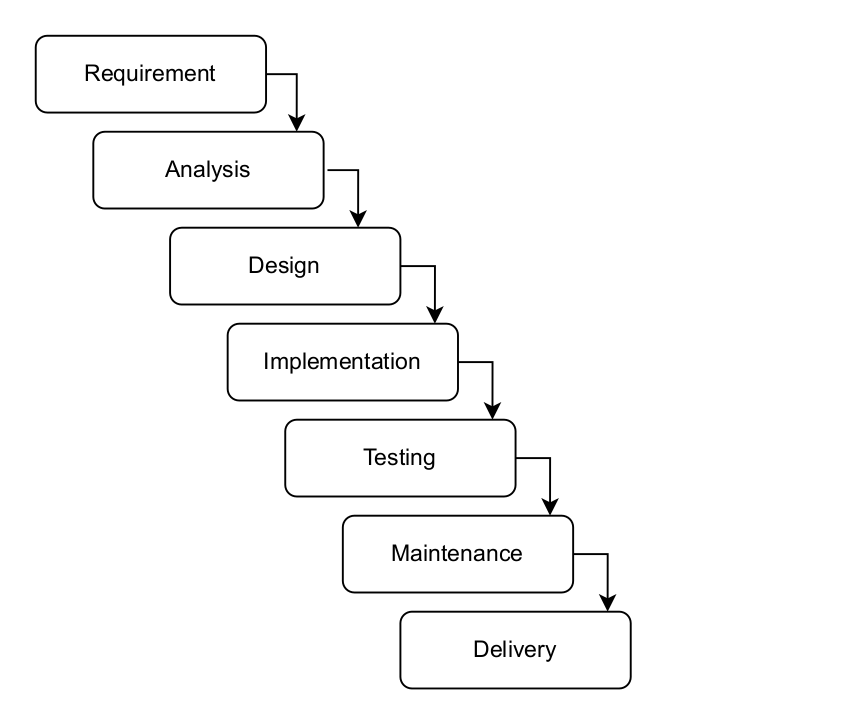 Requirement
Analysis
Design
Implementation
Testing
Maintenance
Delivery